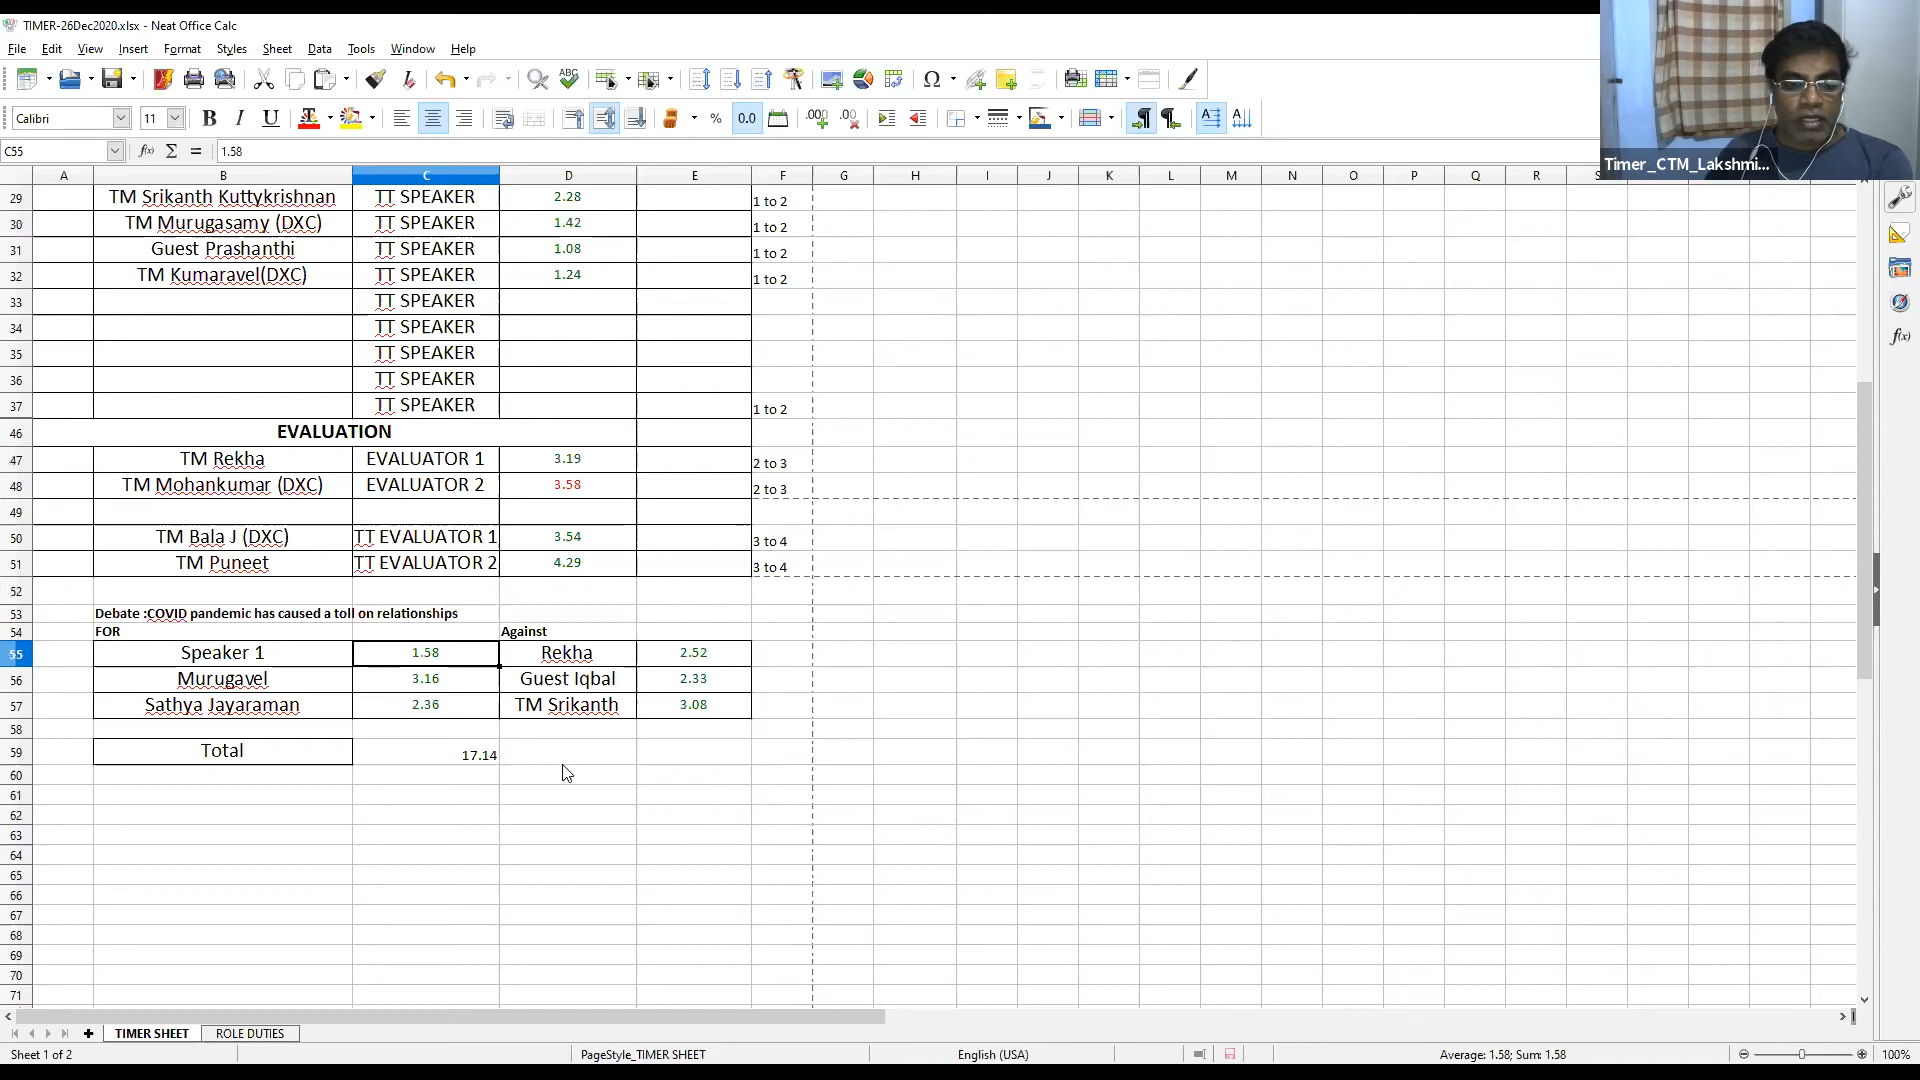 TIMER-26Dec2020.xlsx - Neat Office Calc
File Edit View Insert Format Styles Sheet Data Tools Window Help
Calibri 11 B I U % 0.0
C55 f(x) Σ = 1.58
Timer_CTM_Lakshmi...
A B C D E F G H I J K L M N O P Q R
29 TM Srikanth Kuttykrishnan TT SPEAKER 2.28 1 to 2
30 TM Murugasamy (DXC) TT SPEAKER 1.42 1 to 2
31 Guest Prashanthi TT SPEAKER 1.08 1 to 2
32 TM Kumaravel(DXC) TT SPEAKER 1.24 1 to 2
33 TT SPEAKER
34 TT SPEAKER
35 TT SPEAKER
36 TT SPEAKER
37 TT SPEAKER 1 to 2
46 EVALUATION
47 TM Rekha EVALUATOR 1 3.19 2 to 3
48 TM Mohankumar (DXC) EVALUATOR 2 3.58 2 to 3
49
50 TM Bala J (DXC) TT EVALUATOR 1 3.54 3 to 4
51 TM Puneet TT EVALUATOR 2 4.29 3 to 4
52
53 Debate :COVID pandemic has caused a toll on relationships
54 FOR Against
55 Speaker 1 1.58 Rekha 2.52
56 Murugavel 3.16 Guest Iqbal 2.33
57 Sathya Jayaraman 2.36 TM Srikanth 3.08
58
59 Total 17.14
60
61
62
63
64
65
66
67
68
69
70
71
TIMER SHEET ROLE DUTIES
Sheet 1 of 2 PageStyle_TIMER SHEET English (USA) Average: 1.58; Sum: 1.58 100%